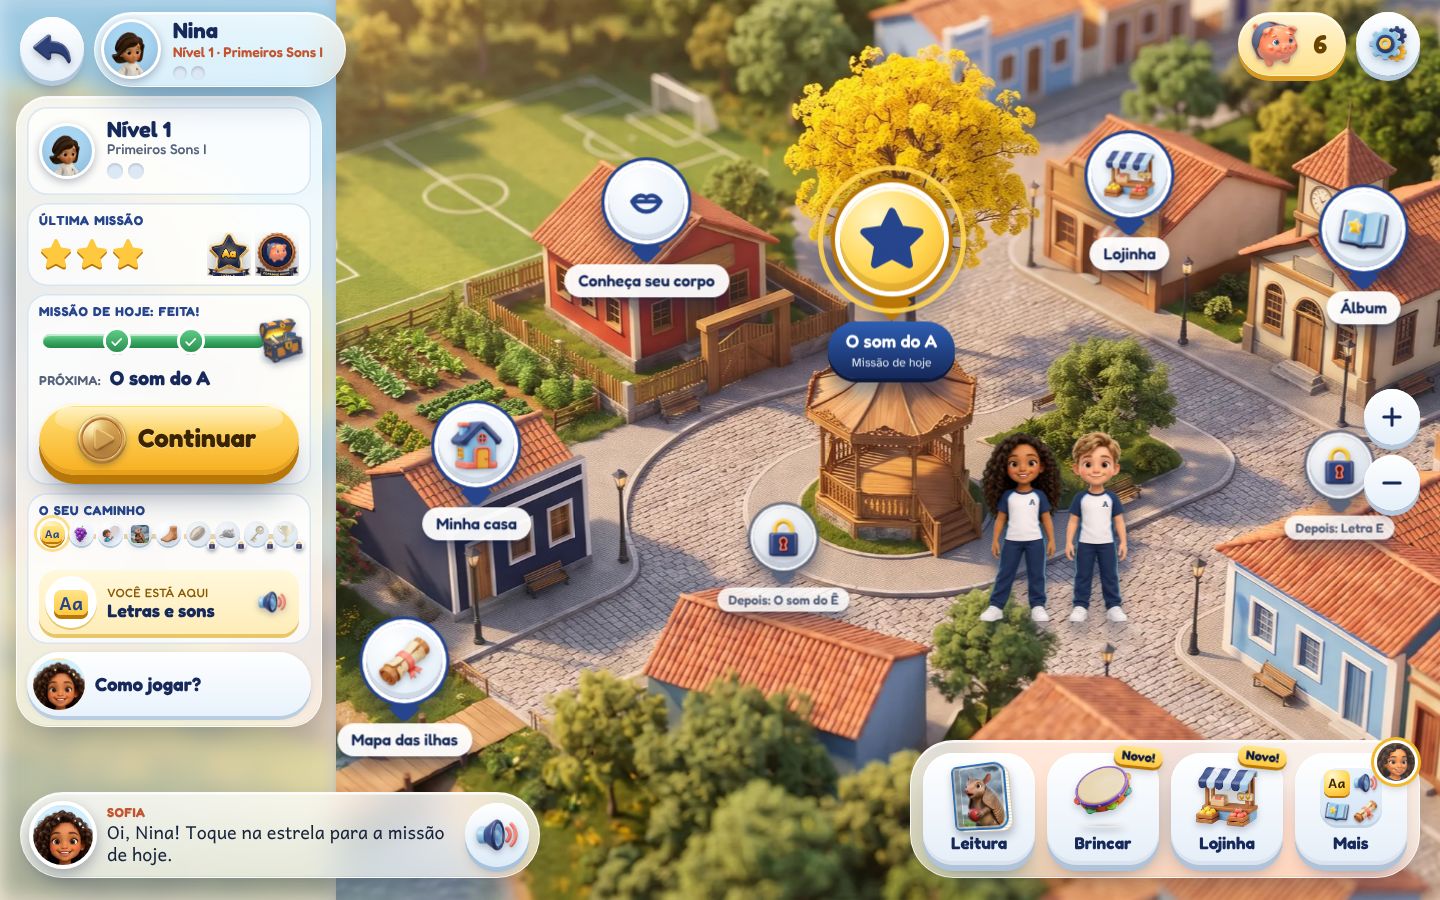 Nina
Nível 1 · Primeiros Sons I
6
Nível 1
Primeiros Sons I
ÚLTIMA MISSÃO
Aa
MISSÃO DE HOJE: FEITA!
PRÓXIMA: O som do A
Continuar
O SEU CAMINHO
Aa
Aa
VOCÊ ESTÁ AQUI
Letras e sons
Como jogar?
Conheça seu corpo
O som do A
Missão de hoje
Lojinha
Álbum
Minha casa
A
A
Depois: O som do Ê
Depois: Letra E
+
−
Mapa das ilhas
SOFIA
Oi, Nina! Toque na estrela para a missão
de hoje.
Leitura
Novo!
Brincar
Novo!
Lojinha
Aa
Mais